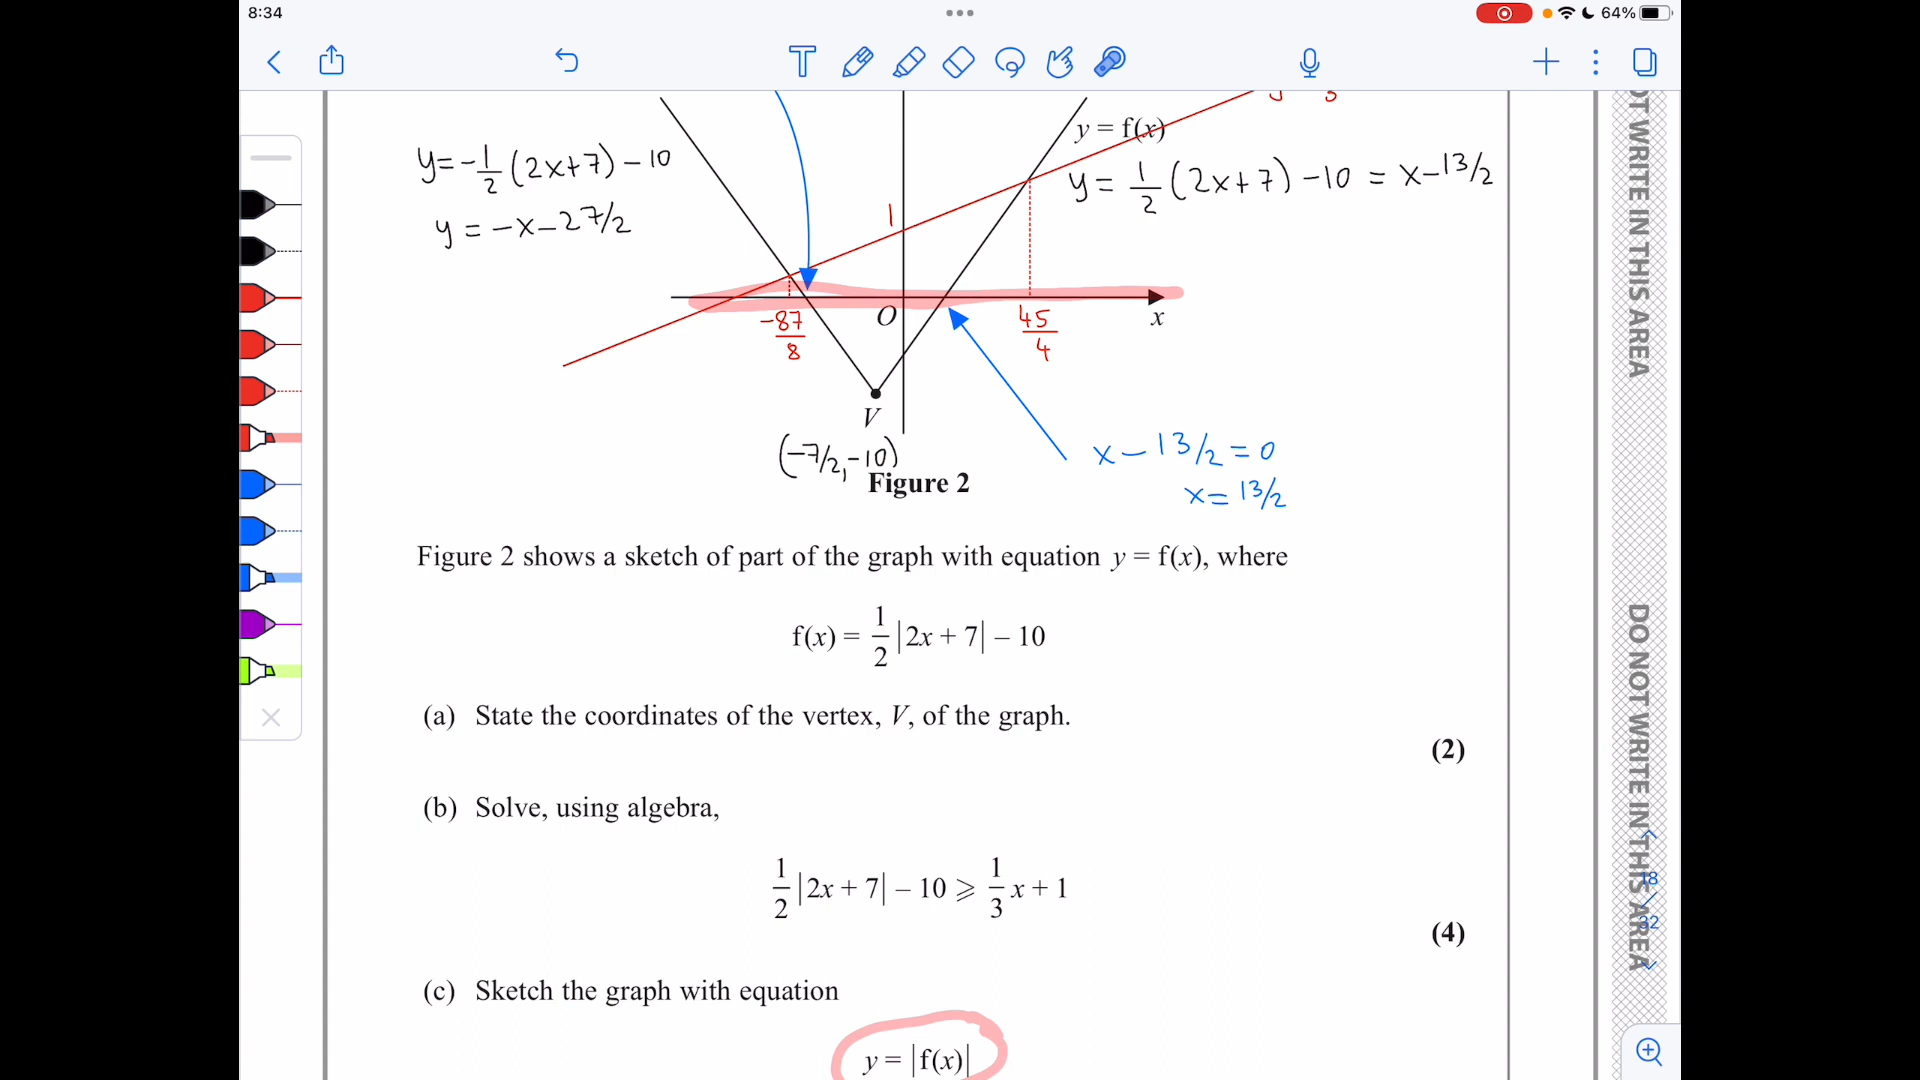 8:34
64%
T
y = f(x)
y=-1/2(2x+7)-10
y = 1/2(2x+7)-10 = x-13/2
y = -x-27/2
1
O
x
-87/8
45/4
V
(-7/2,-10)
x-13/2=0
x=13/2
Figure 2
Figure 2 shows a sketch of part of the graph with equation y = f(x), where
f(x) = 1/2|2x + 7| – 10
(a) State the coordinates of the vertex, V, of the graph.
(2)
(b) Solve, using algebra,
1/2|2x + 7| – 10 ⩾ 1/3x + 1
(4)
(c) Sketch the graph with equation
y = |f(x)|
OT WRITE IN THIS AREA
DO NOT WRITE IN THIS AREA
18
/
32